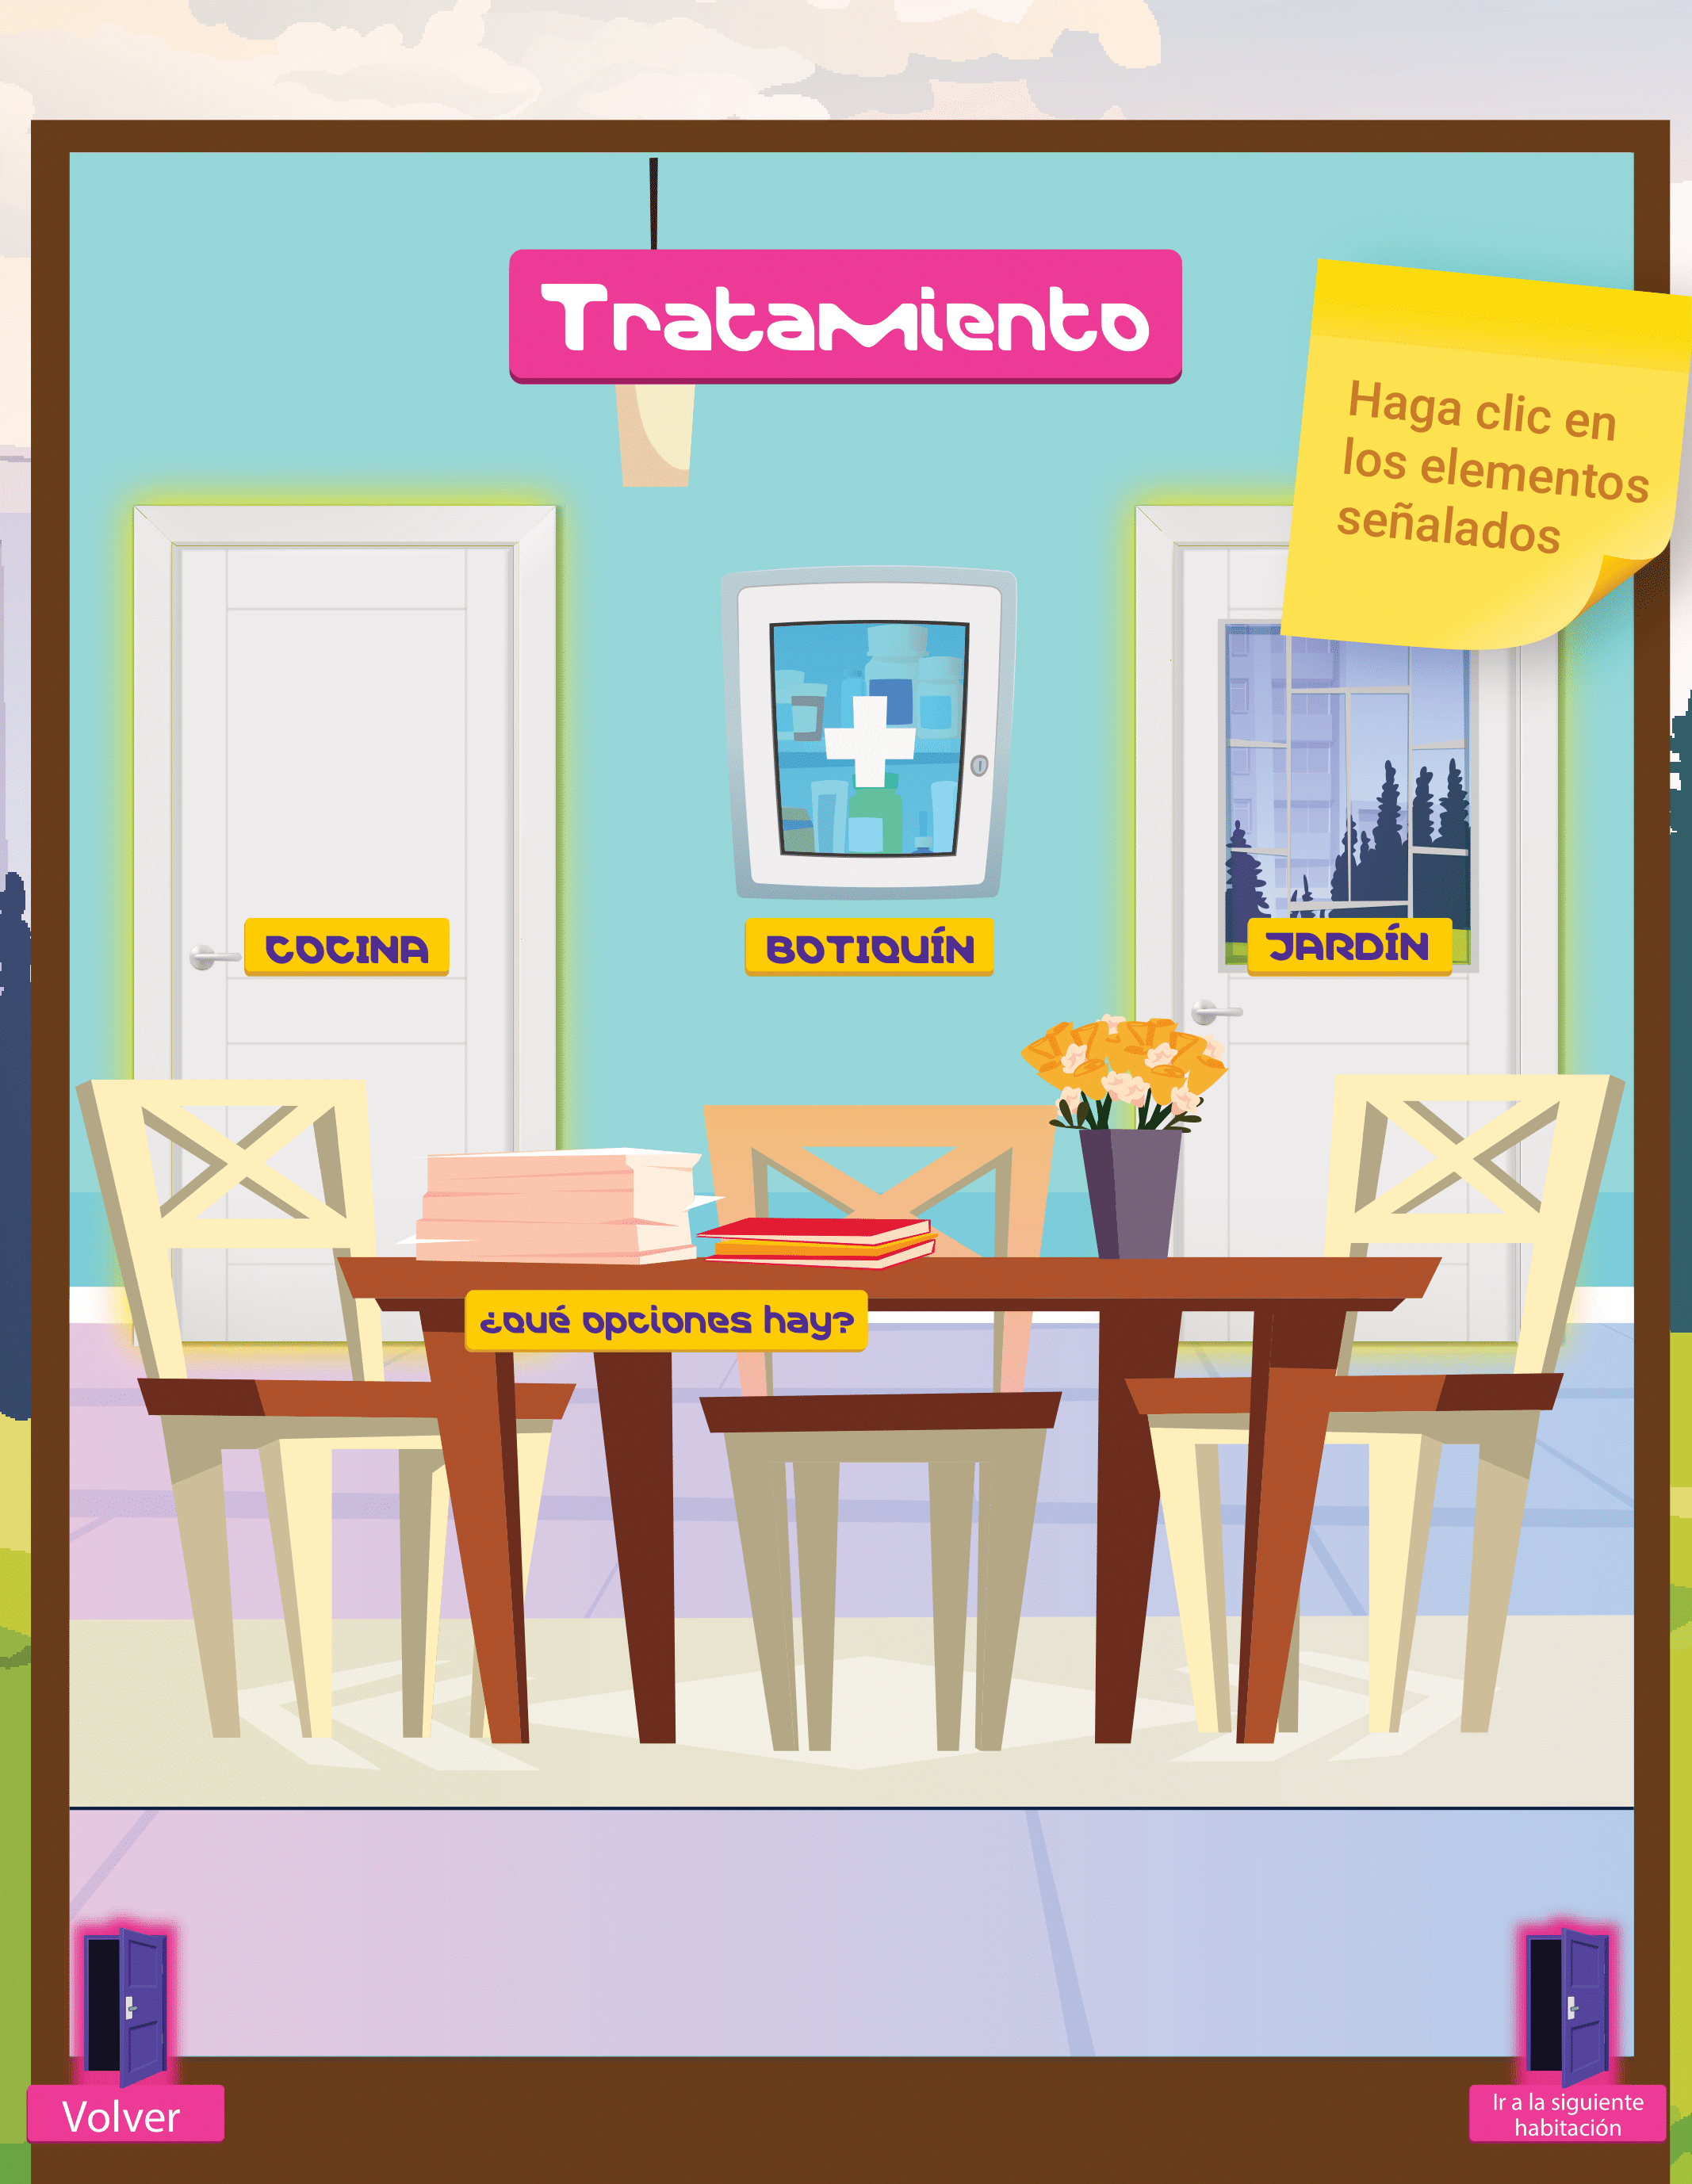 Tratamiento
Haga clic en
los elementos
señalados
COCINA
BOTIQUÍN
JARDÍN
¿Qué opciones hay?
Volver
Ir a la siguiente
habitación